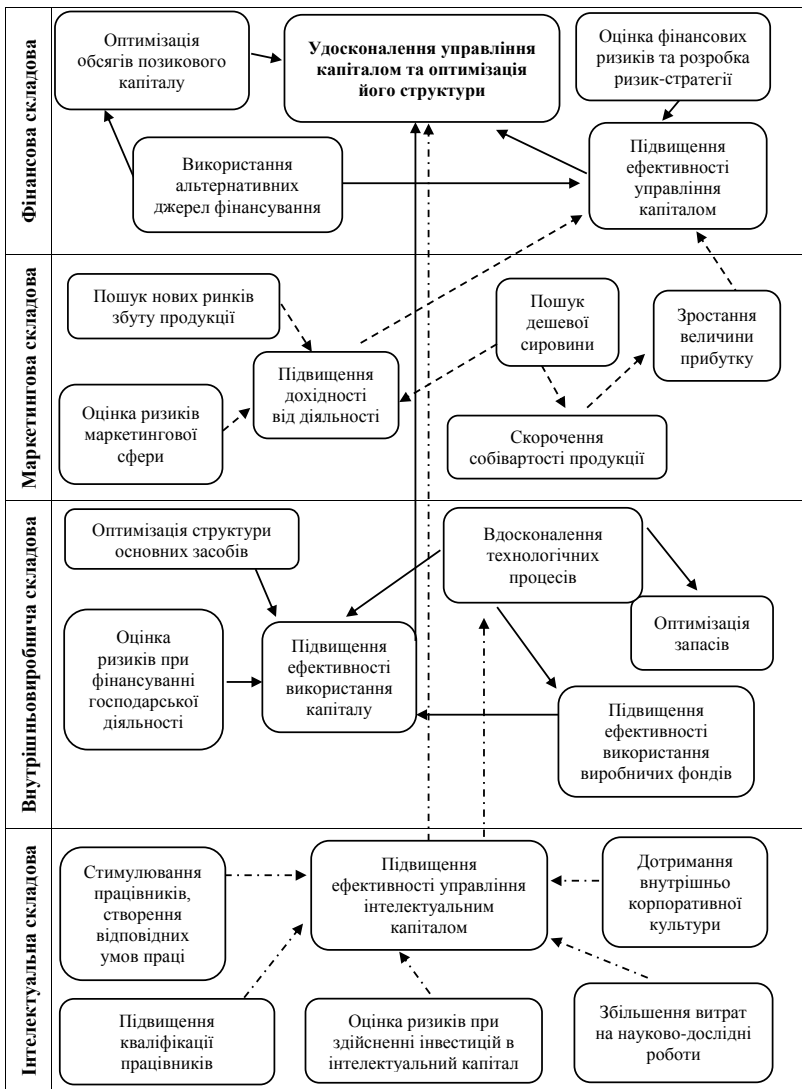 Фінансова складова
Оптимізація
обсягів позикового
капіталу
Удосконалення управління
капіталом та оптимізація
його структури
Оцінка фінансових
ризиків та розробка
ризик-стратегії
Використання
альтернативних
джерел фінансування
Підвищення
ефективності
управління
капіталом
Маркетингова складова
Пошук нових ринків
збуту продукції
Пошук
дешевої
сировини
Зростання
величини
прибутку
Підвищення
дохідності
від діяльності
Оцінка ризиків
маркетингової
сфери
Скорочення
собівартості продукції
Внутрішньовиробнича складова
Оптимізація структури
основних засобів
Вдосконалення
технологічних
процесів
Оптимізація
запасів
Оцінка
ризиків при
фінансуванні
господарської
діяльності
Підвищення
ефективності
використання
капіталу
Підвищення
ефективності
використання
виробничих фондів
Інтелектуальна складова
Стимулювання
працівників,
створення
відповідних
умов праці
Підвищення
ефективності управління
інтелектуальним
капіталом
Дотримання
внутрішньо
корпоративної
культури
Підвищення
кваліфікації
працівників
Оцінка ризиків при
здійсненні інвестицій в
інтелектуальний капітал
Збільшення витрат
на науково-дослідні
роботи